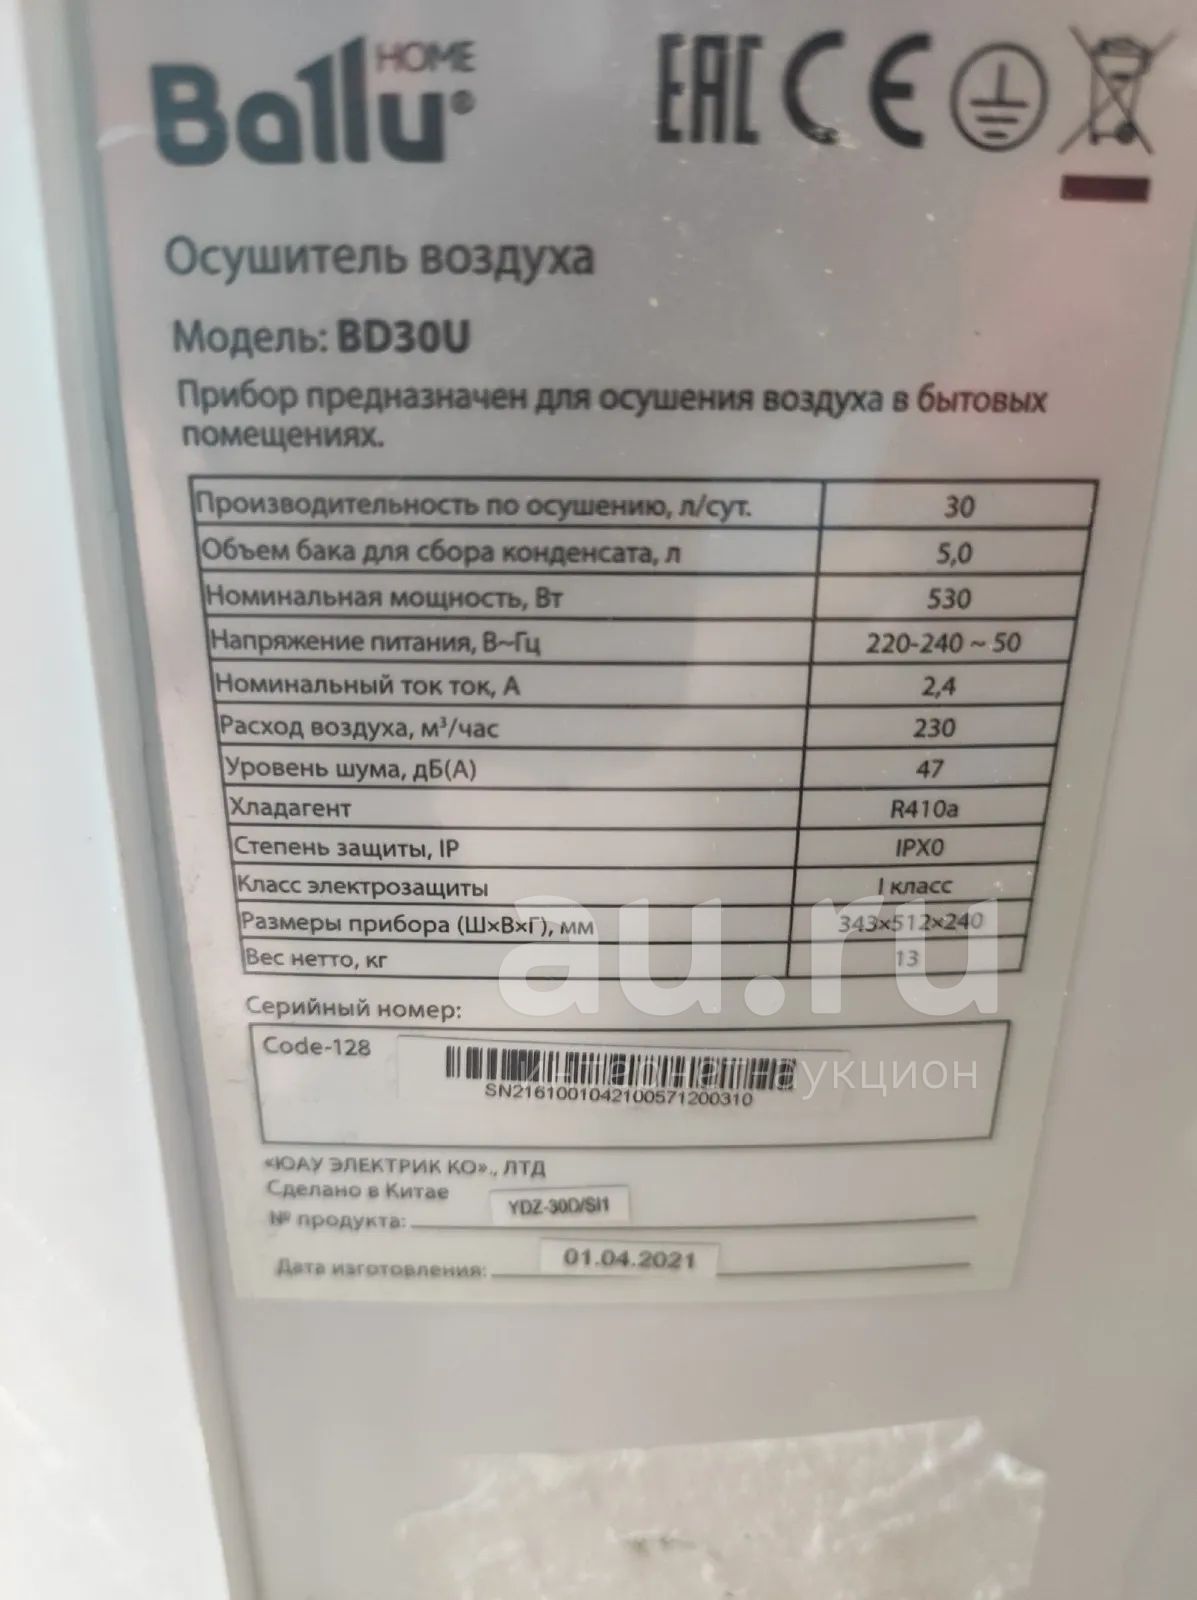 Ballu® HOME
EAC CE
Осушитель воздуха
Модель: BD30U
Прибор предназначен для осушения воздуха в бытовых
помещениях.
Производительность по осушению, л/сут. 30
Объем бака для сбора конденсата, л 5,0
Номинальная мощность, Вт 530
Напряжение питания, В~Гц 220-240 ~ 50
Номинальный ток ток, А 2,4
Расход воздуха, м³/час 230
Уровень шума, дБ(А) 47
Хладагент R410a
Степень защиты, IP IPX0
Класс электрозащиты I класс
Размеры прибора (Ш×В×Г), мм 343×512×240
Вес нетто, кг 13
au.ru
интернет-аукцион
Серийный номер:
Code-128
SN21610010421005712003​10
«ЮАУ ЭЛЕКТРИК КО»., ЛТД
Сделано в Китае
№ продукта: YDZ-30D/SI1
Дата изготовления: 01.04.2021